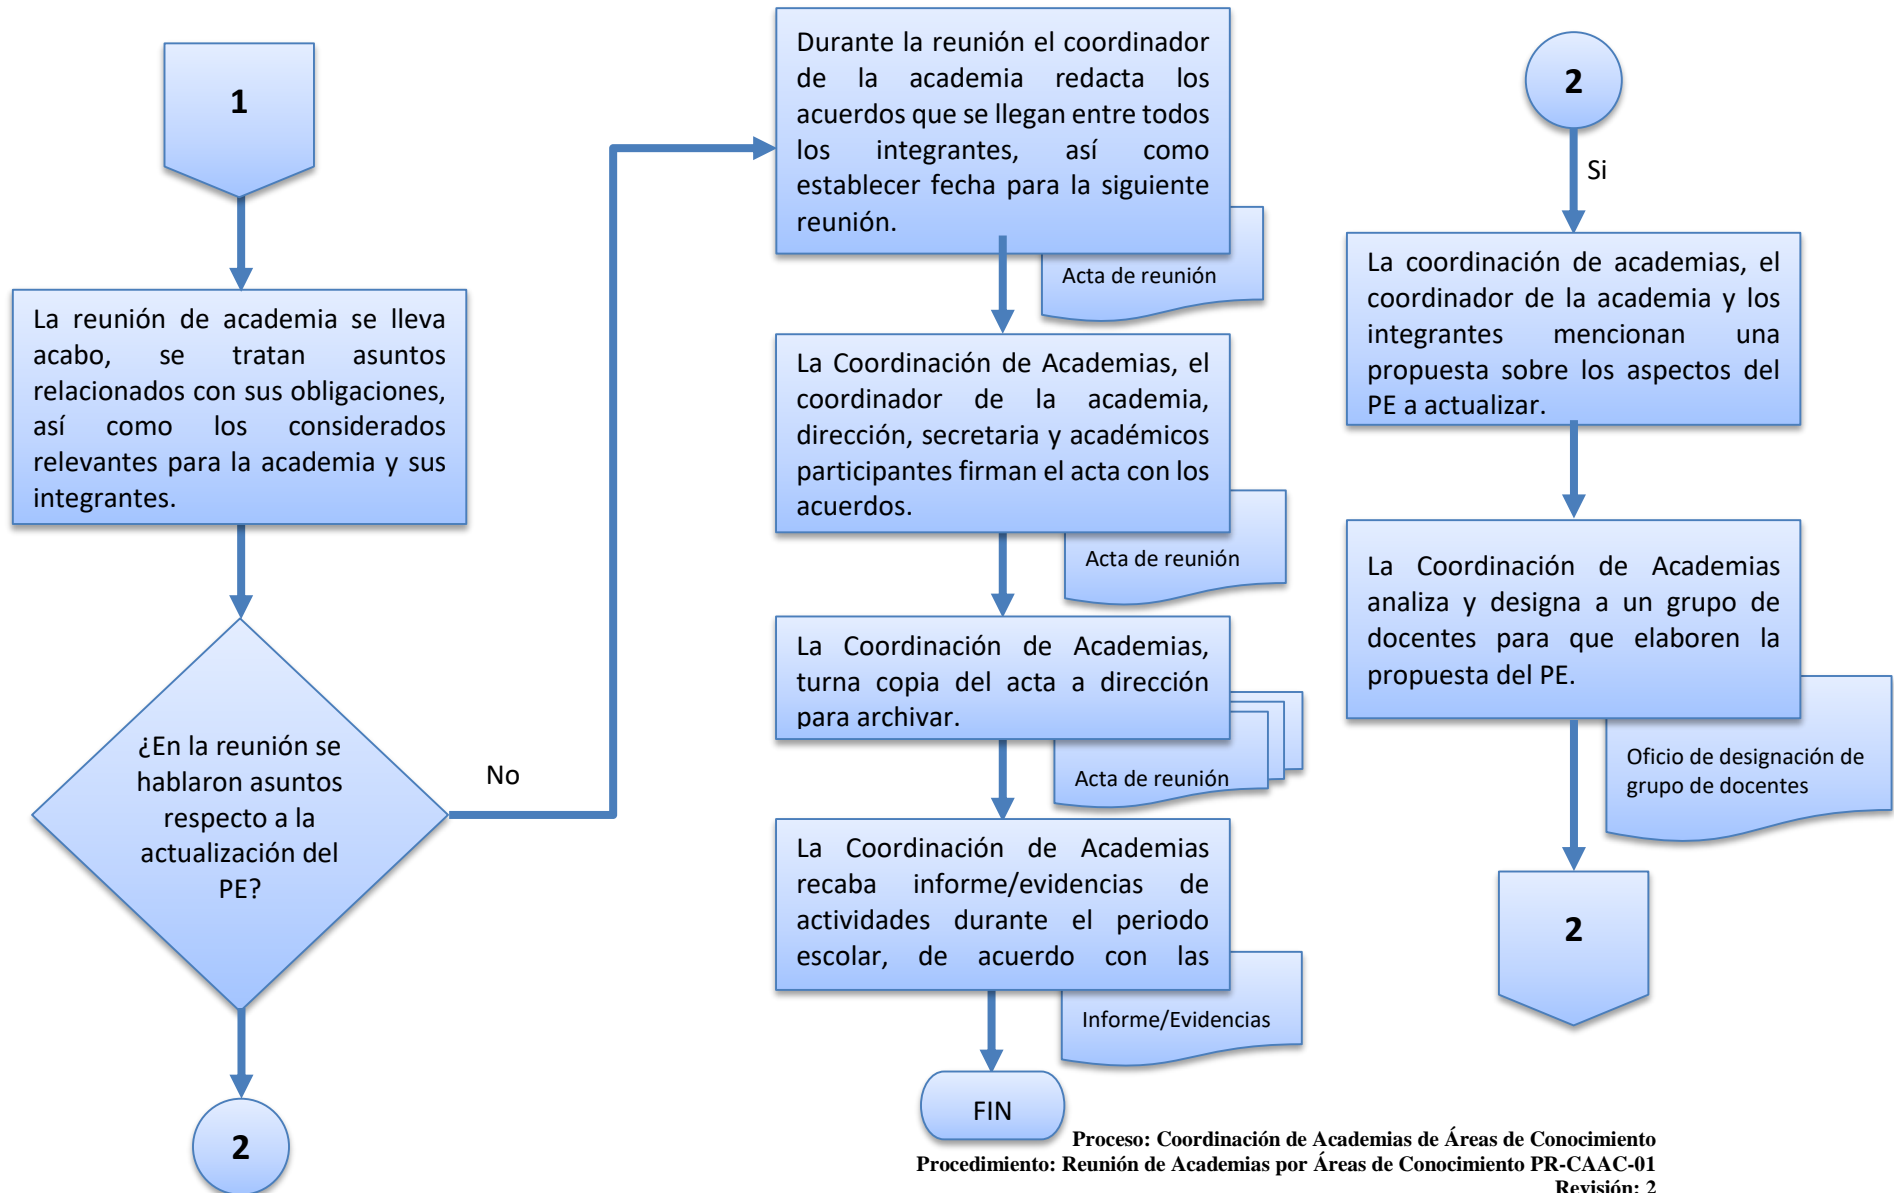 1
La reunión de academia se lleva
acabo, se tratan asuntos
relacionados con sus obligaciones,
así como los considerados
relevantes para la academia y sus
integrantes.
¿En la reunión se
hablaron asuntos
respecto a la
actualización del
PE?
No
2
Durante la reunión el coordinador
de la academia redacta los
acuerdos que se llegan entre todos
los integrantes, así como
establecer fecha para la siguiente
reunión.
Acta de reunión
La Coordinación de Academias, el
coordinador de la academia,
dirección, secretaria y académicos
participantes firman el acta con los
acuerdos.
Acta de reunión
La Coordinación de Academias,
turna copia del acta a dirección
para archivar.
Acta de reunión
La Coordinación de Academias
recaba informe/evidencias de
actividades durante el periodo
escolar, de acuerdo con las
Informe/Evidencias
FIN
2
Si
La coordinación de academias, el
coordinador de la academia y los
integrantes mencionan una
propuesta sobre los aspectos del
PE a actualizar.
La Coordinación de Academias
analiza y designa a un grupo de
docentes para que elaboren la
propuesta del PE.
Oficio de designación de
grupo de docentes
2
Proceso: Coordinación de Academias de Áreas de Conocimiento
Procedimiento: Reunión de Academias por Áreas de Conocimiento PR-CAAC-01
Revisión: 2